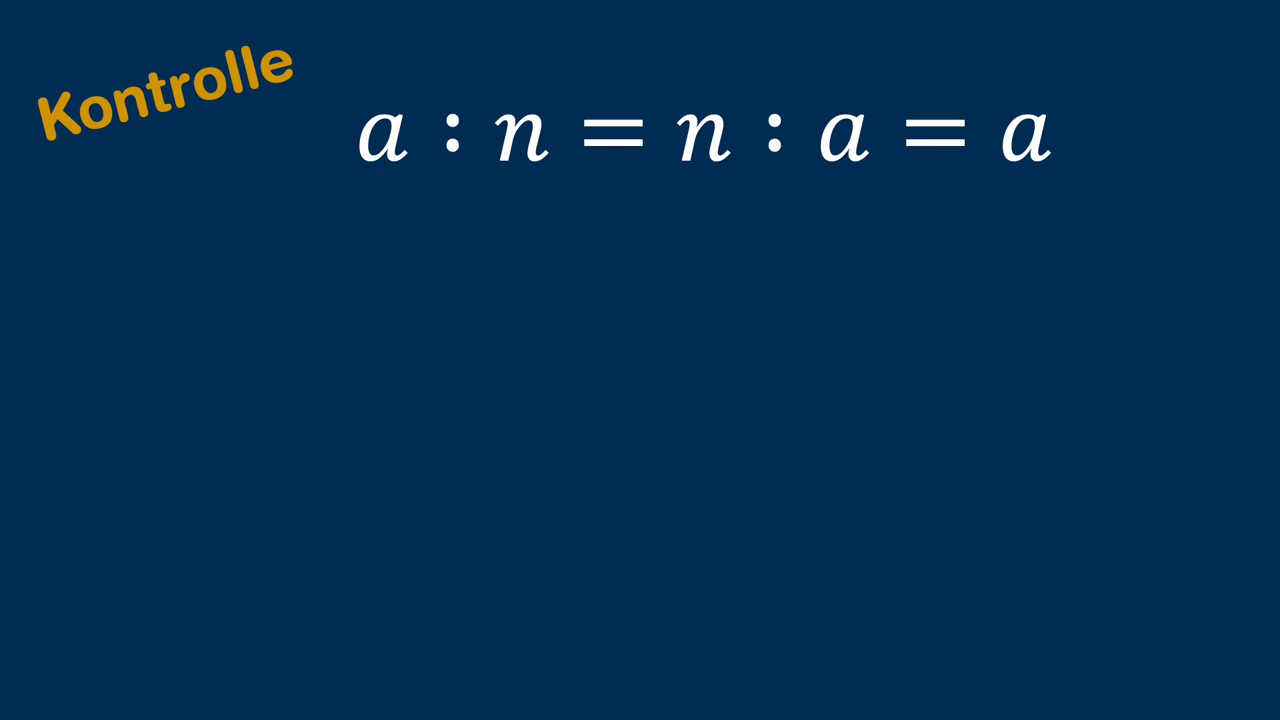 Kontrolle
a : n = n : a = a